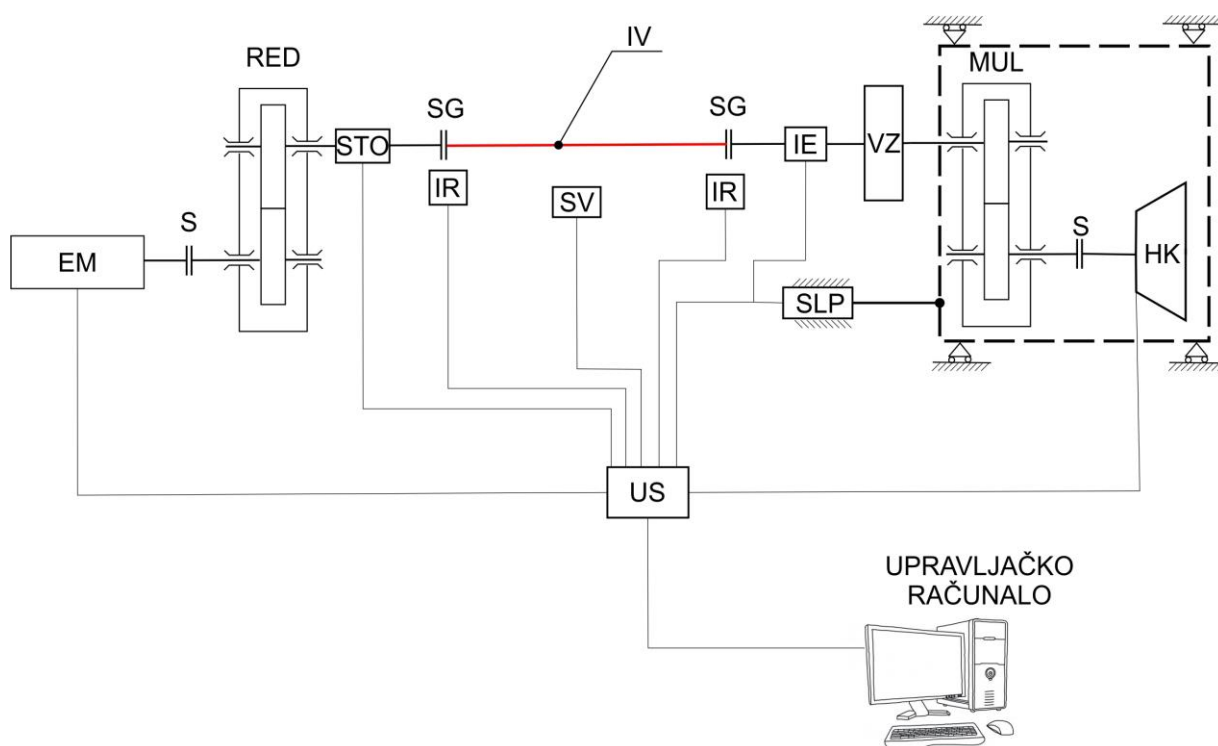 IV
RED
MUL
SG
SG
STO
IE
VZ
IR
SV
IR
S
S
EM
HK
SLP
US
UPRAVLJAČKO
RAČUNALO